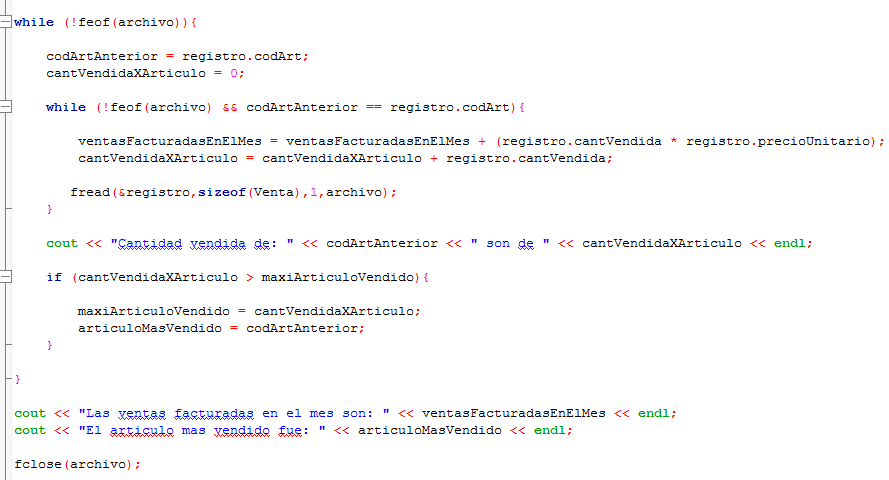 while (!feof(archivo)){
codArtAnterior = registro.codArt;
cantVendidaXArticulo = 0;
while (!feof(archivo) && codArtAnterior == registro.codArt){
ventasFacturadasEnElMes = ventasFacturadasEnElMes + (registro.cantVendida * registro.precioUnitario);
cantVendidaXArticulo = cantVendidaXArticulo + registro.cantVendida;
fread(&registro,sizeof(Venta),1,archivo);
}
cout << "Cantidad vendida de: " << codArtAnterior << " son de " << cantVendidaXArticulo << endl;
if (cantVendidaXArticulo > maxiArticuloVendido){
maxiArticuloVendido = cantVendidaXArticulo;
articuloMasVendido = codArtAnterior;
}
}
cout << "Las ventas facturadas en el mes son: " << ventasFacturadasEnElMes << endl;
cout << "El articulo mas vendido fue: " << articuloMasVendido << endl;
fclose(archivo);